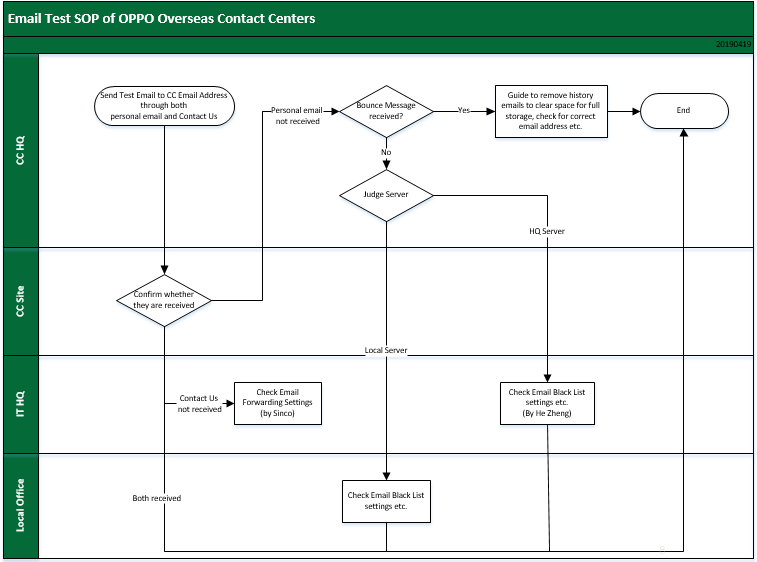 Email Test SOP of OPPO Overseas Contact Centers
20190419
CC HQ
Send Test Email to CC Email Address
through both
personal email and Contact Us
Personal email
not received
Bounce Message
received?
Yes
Guide to remove history
emails to clear space for full
storage, check for correct
email address etc.
End
No
Judge Server
HQ Server
CC Site
Confirm whether
they are received
Local Server
IT HQ
Contact Us
not received
Check Email
Forwarding Settings
(by Sinco)
Check Email Black List
settings etc.
(By He Zheng)
Local Office
Both received
Check Email Black List
settings etc.